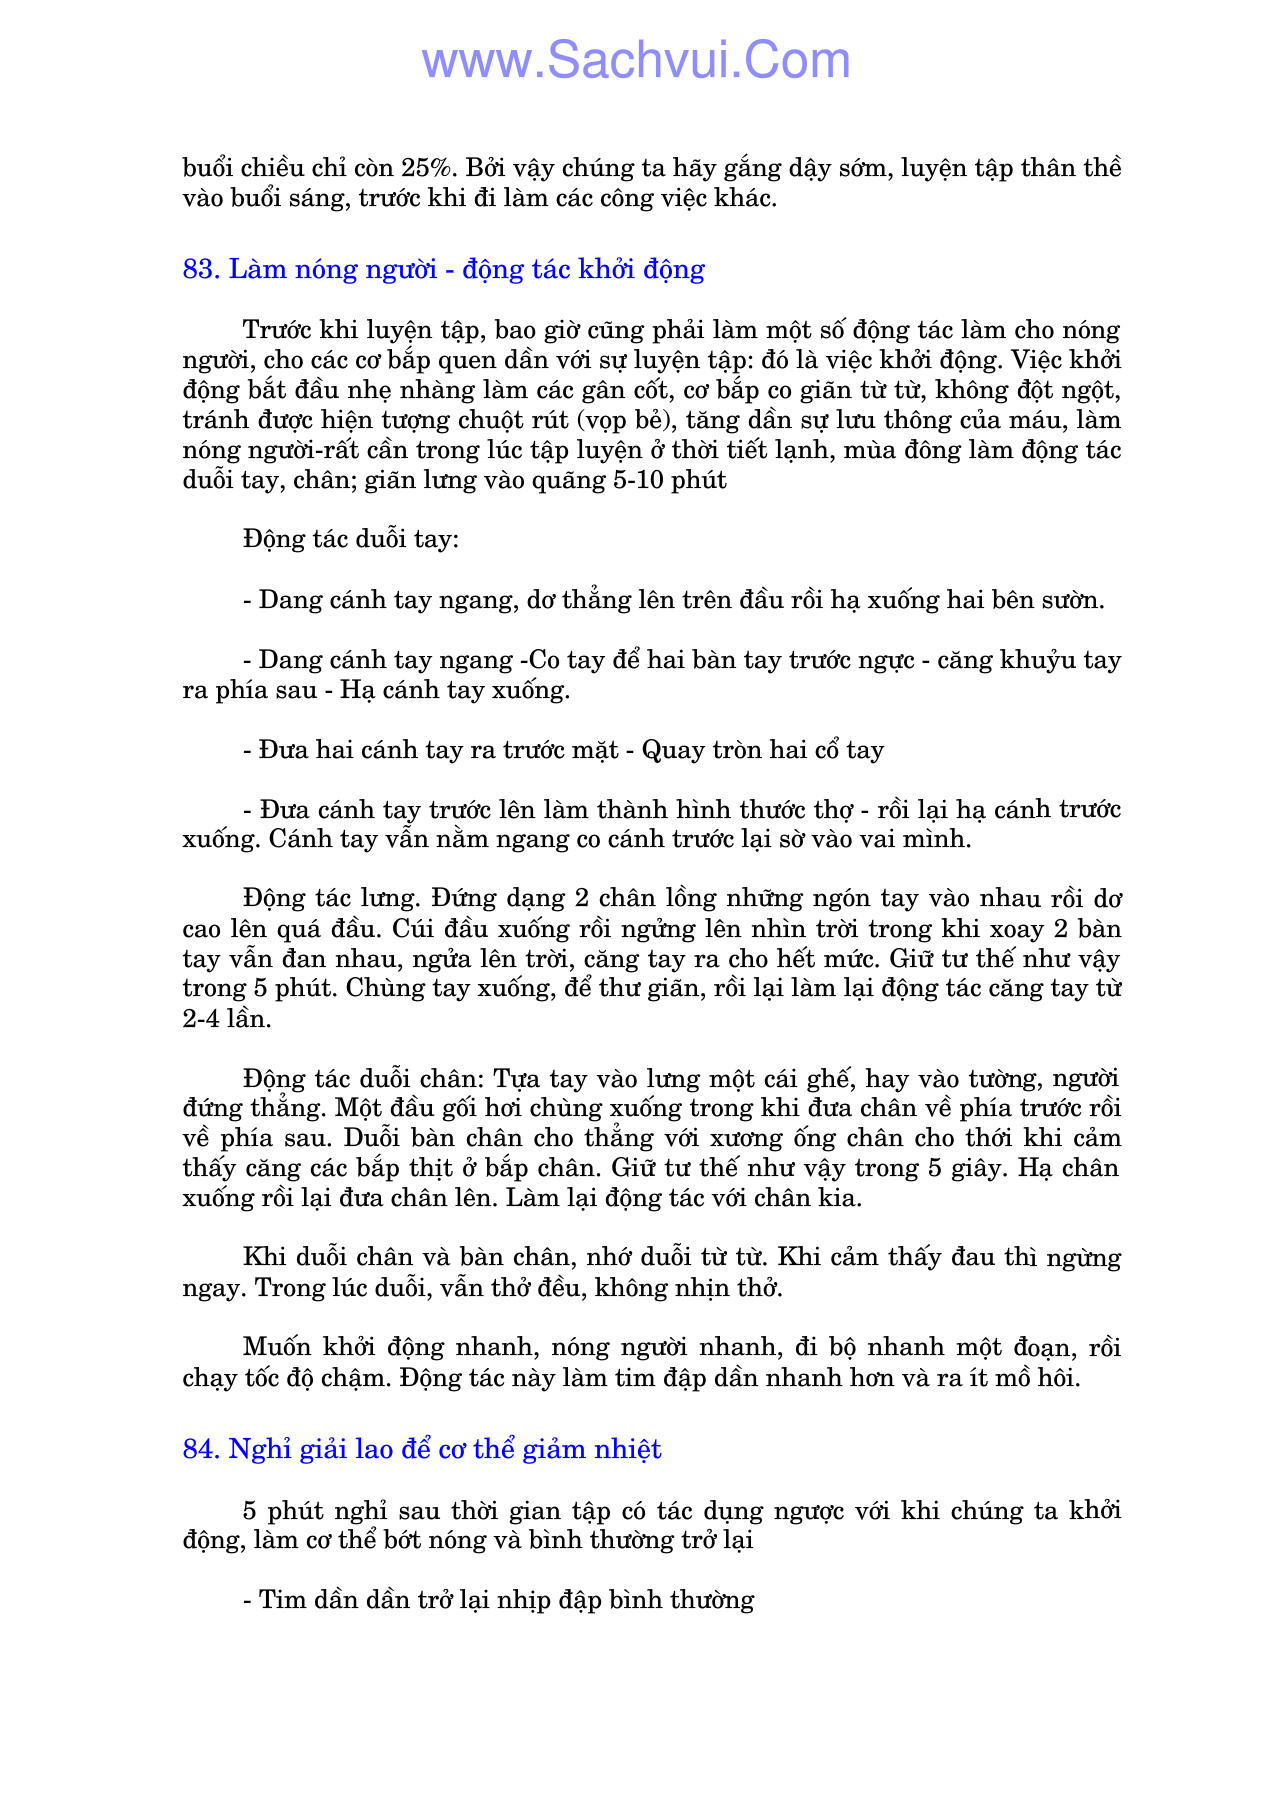 www.Sachvui.Com
buổi chiều chỉ còn 25%. Bởi vậy chúng ta hãy gắng dậy sớm, luyện tập thân thể
vào buổi sáng, trước khi đi làm các công việc khác.
83. Làm nóng người - động tác khởi động
Trước khi luyện tập, bao giờ cũng phải làm một số động tác làm cho nóng
người, cho các cơ bắp quen dần với sự luyện tập: đó là việc khởi động. Việc khởi
động bắt đầu nhẹ nhàng làm các gân cốt, cơ bắp co giãn từ từ, không đột ngột,
tránh được hiện tượng chuột rút (vọp bẻ), tăng dần sự lưu thông của máu, làm
nóng người-rất cần trong lúc tập luyện ở thời tiết lạnh, mùa đông làm động tác
duỗi tay, chân; giãn lưng vào quãng 5-10 phút
Động tác duỗi tay:
- Dang cánh tay ngang, dơ thẳng lên trên đầu rồi hạ xuống hai bên sườn.
- Dang cánh tay ngang -Co tay để hai bàn tay trước ngực - căng khuỷu tay
ra phía sau - Hạ cánh tay xuống.
- Đưa hai cánh tay ra trước mặt - Quay tròn hai cổ tay
- Đưa cánh tay trước lên làm thành hình thước thợ - rồi lại hạ cánh trước
xuống. Cánh tay vẫn nằm ngang co cánh trước lại sờ vào vai mình.
Động tác lưng. Đứng dạng 2 chân lồng những ngón tay vào nhau rồi dơ
cao lên quá đầu. Cúi đầu xuống rồi ngửng lên nhìn trời trong khi xoay 2 bàn
tay vẫn đan nhau, ngửa lên trời, căng tay ra cho hết mức. Giữ tư thế như vậy
trong 5 phút. Chùng tay xuống, để thư giãn, rồi lại làm lại động tác căng tay từ
2-4 lần.
Động tác duỗi chân: Tựa tay vào lưng một cái ghế, hay vào tường, người
đứng thẳng. Một đầu gối hơi chùng xuống trong khi đưa chân về phía trước rồi
về phía sau. Duỗi bàn chân cho thẳng với xương ống chân cho thới khi cảm
thấy căng các bắp thịt ở bắp chân. Giữ tư thế như vậy trong 5 giây. Hạ chân
xuống rồi lại đưa chân lên. Làm lại động tác với chân kia.
Khi duỗi chân và bàn chân, nhớ duỗi từ từ. Khi cảm thấy đau thì ngừng
ngay. Trong lúc duỗi, vẫn thở đều, không nhịn thở.
Muốn khởi động nhanh, nóng người nhanh, đi bộ nhanh một đoạn, rồi
chạy tốc độ chậm. Động tác này làm tim đập dần nhanh hơn và ra ít mồ hôi.
84. Nghỉ giải lao để cơ thể giảm nhiệt
5 phút nghỉ sau thời gian tập có tác dụng ngược với khi chúng ta khởi
động, làm cơ thể bớt nóng và bình thường trở lại
- Tim dần dần trở lại nhịp đập bình thường